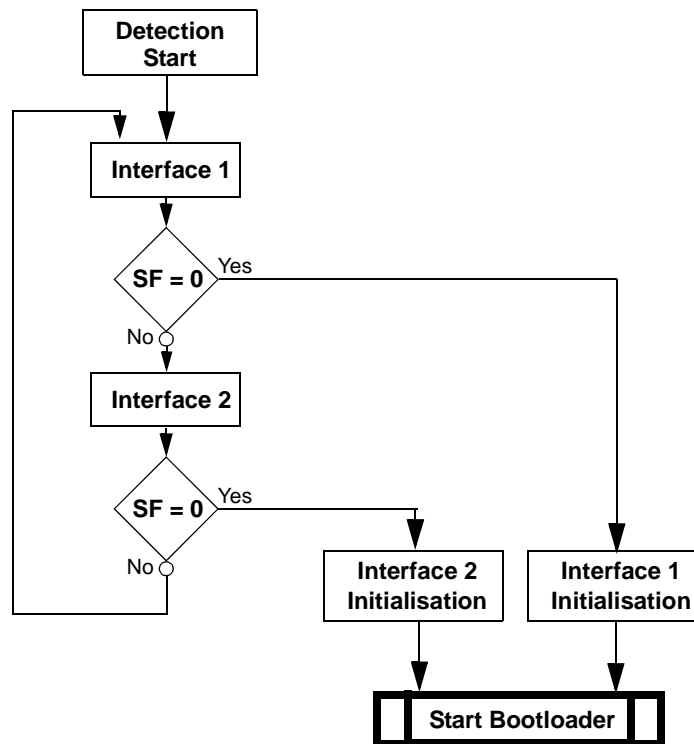 Detection
Start
Interface 1
SF = 0
Yes
No
Interface 2
SF = 0
Yes
No
Interface 2
Initialisation
Interface 1
Initialisation
Start Bootloader